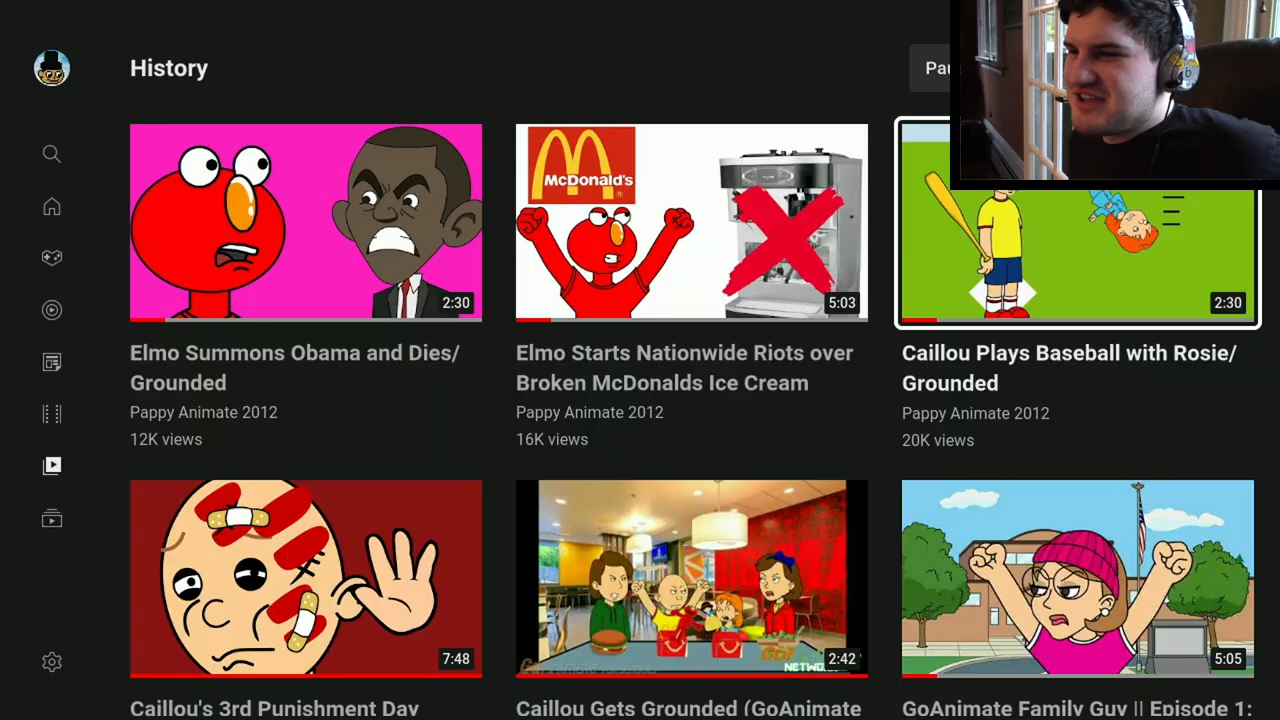 History
Pau
McDonald's
2:30
5:03
2:30
Elmo Summons Obama and Dies/
Grounded
Pappy Animate 2012
12K views
Elmo Starts Nationwide Riots over
Broken McDonalds Ice Cream
Pappy Animate 2012
16K views
Caillou Plays Baseball with Rosie/
Grounded
Pappy Animate 2012
20K views
7:48
NETWORK
2:42
5:05
Caillou's 3rd Punishment Day
Caillou Gets Grounded (GoAnimate
GoAnimate Family Guy || Episode 1: